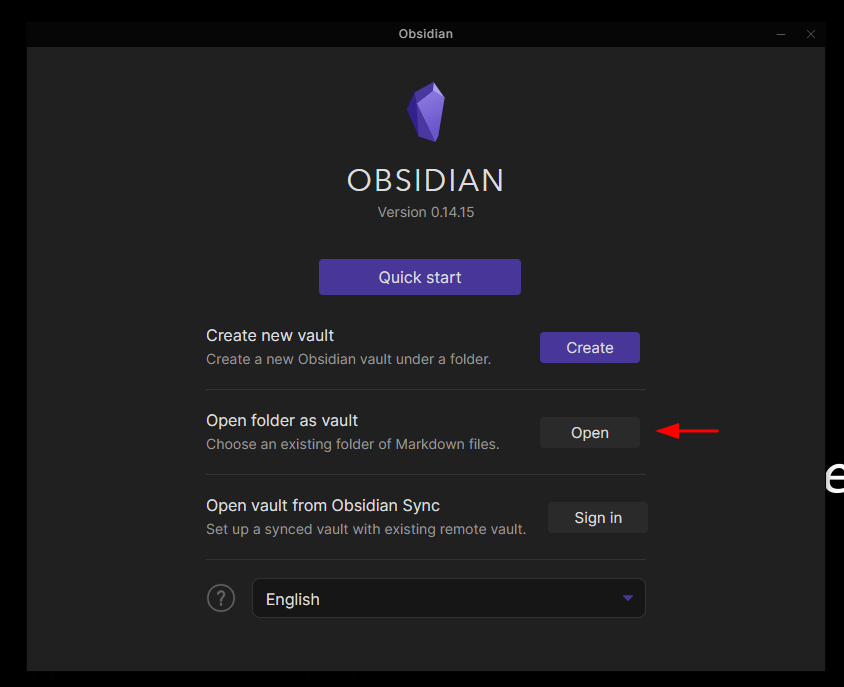 Obsidian
OBSIDIAN
Version 0.14.15
Quick start
Create new vault
Create a new Obsidian vault under a folder.
Create
Open folder as vault
Choose an existing folder of Markdown files.
Open
Open vault from Obsidian Sync
Set up a synced vault with existing remote vault.
Sign in
?
English
e